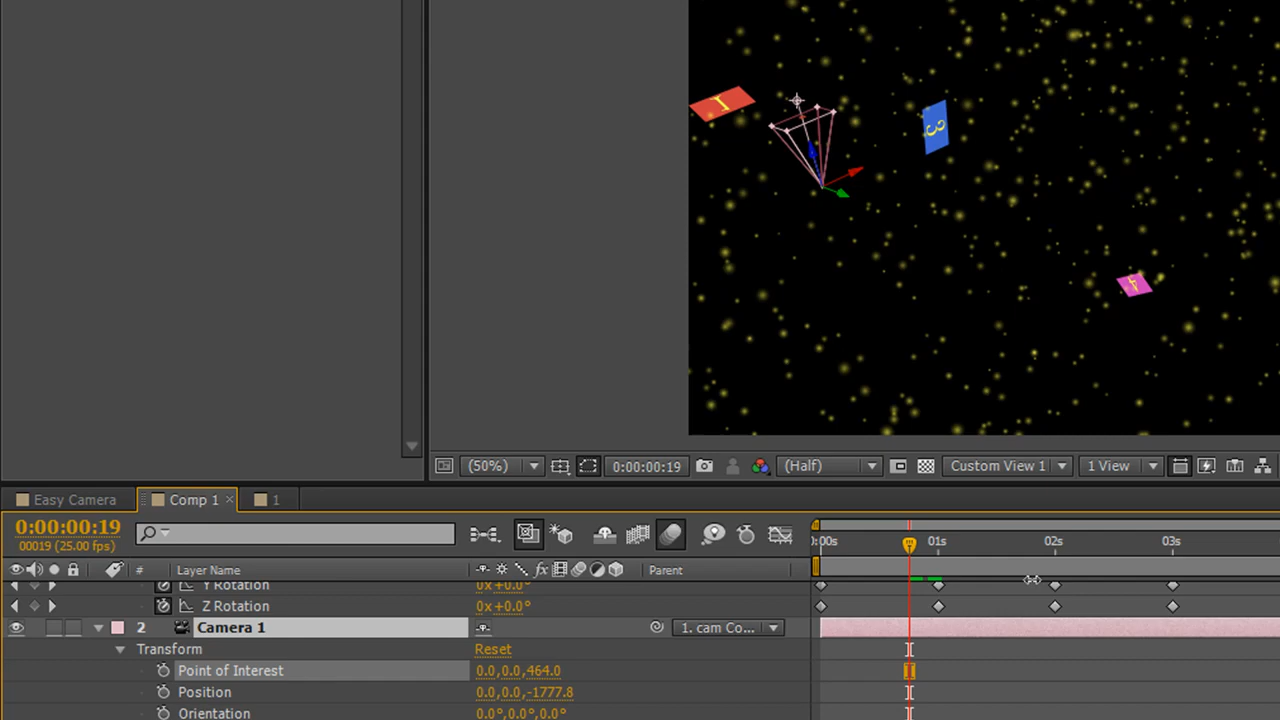 I
3
4
(50%)
0:00:00:19
(Half)
Custom View 1
1 View
Easy Camera
Comp 1
1
0:00:00:19
00019 (25.00 fps)
# Layer Name
fx
Parent
:00s
01s
02s
03s
Y Rotation
0x+0.0°
Z Rotation
0x+0.0°
2 Camera 1
1. cam Co...
Transform
Reset
Point of Interest
0.0,0.0,464.0
Position
0.0,0.0,-1777.8
Orientation
0.0°,0.0°,0.0°